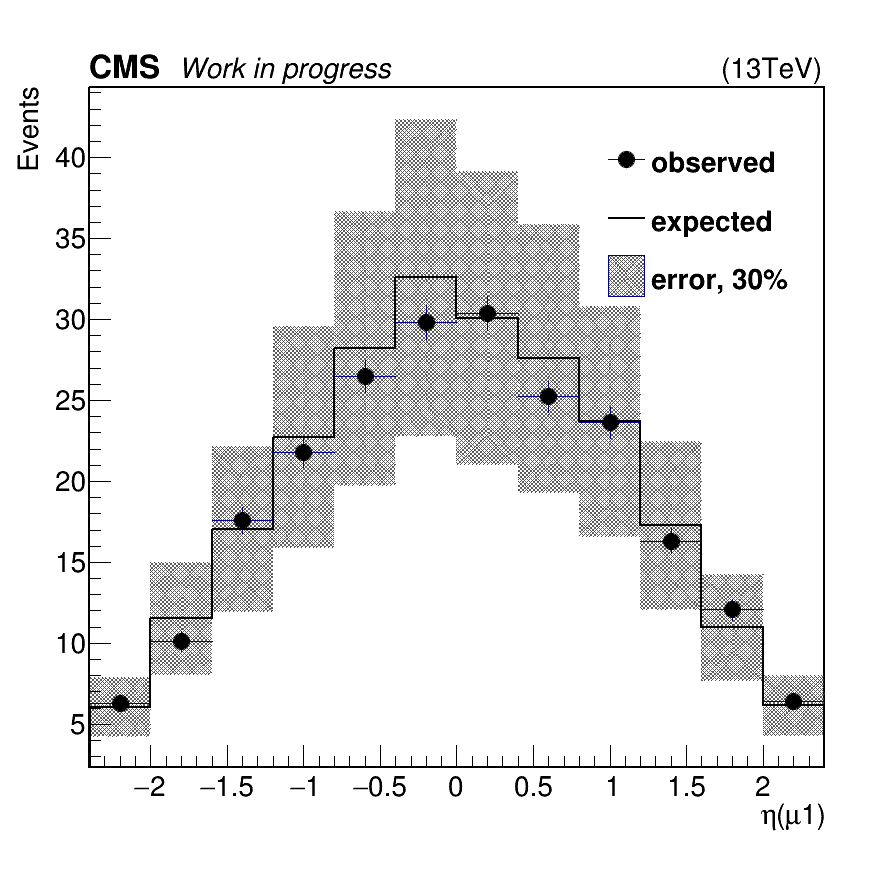 CMS Work in progress (13TeV)
Events
observed
expected
error, 30%
40
35
30
25
20
15
10
5
−2 −1.5 −1 −0.5 0 0.5 1 1.5 2
η(μ1)